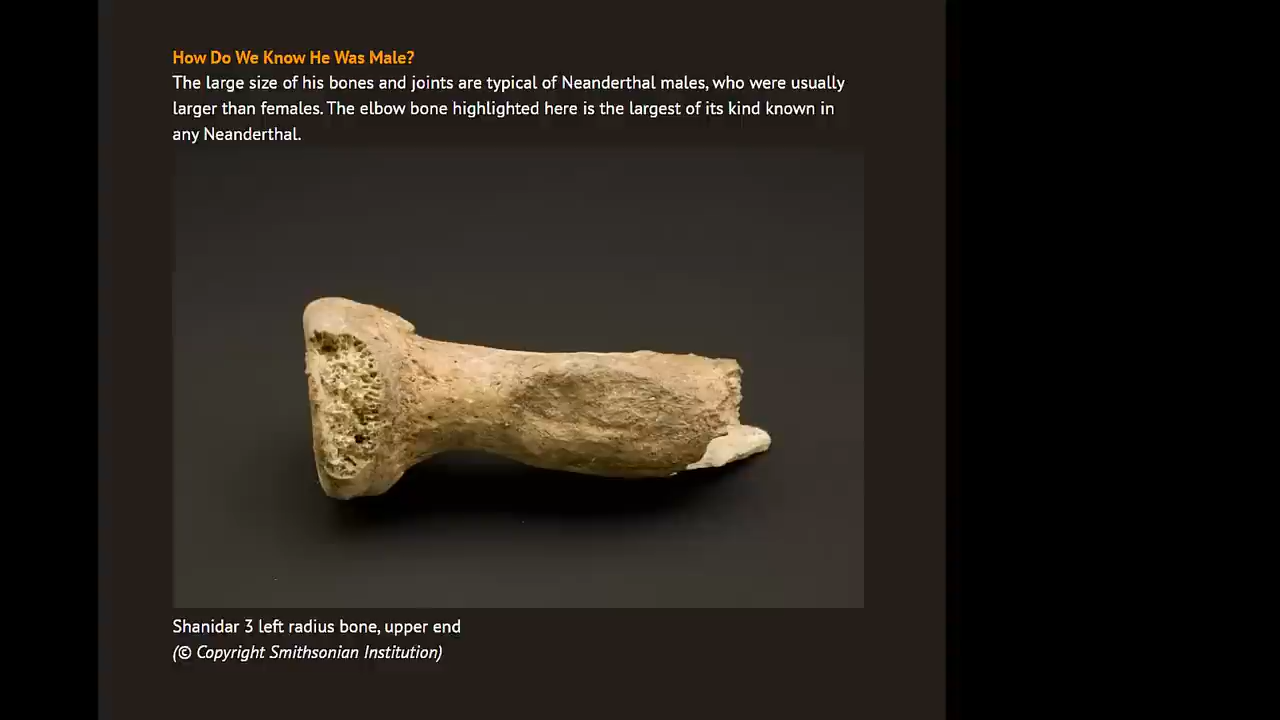 How Do We Know He Was Male?
The large size of his bones and joints are typical of Neanderthal males, who were usually
larger than females. The elbow bone highlighted here is the largest of its kind known in
any Neanderthal.
Shanidar 3 left radius bone, upper end
(© Copyright Smithsonian Institution)